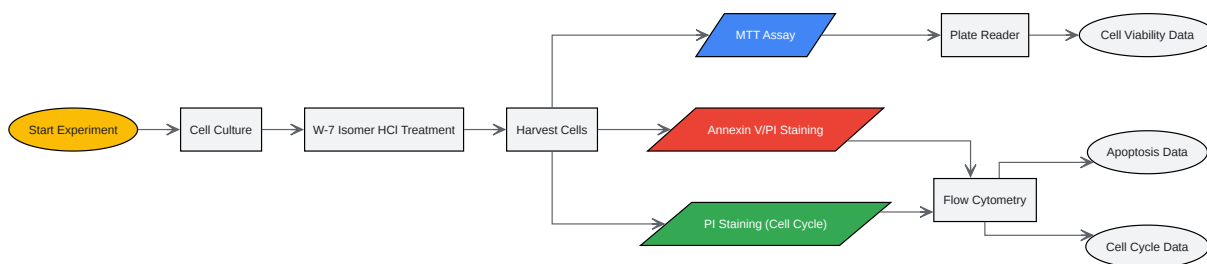 Start Experiment
Cell Culture
W-7 Isomer HCl Treatment
Harvest Cells
MTT Assay
Plate Reader
Cell Viability Data
Annexin V/PI Staining
PI Staining (Cell Cycle)
Flow Cytometry
Apoptosis Data
Cell Cycle Data